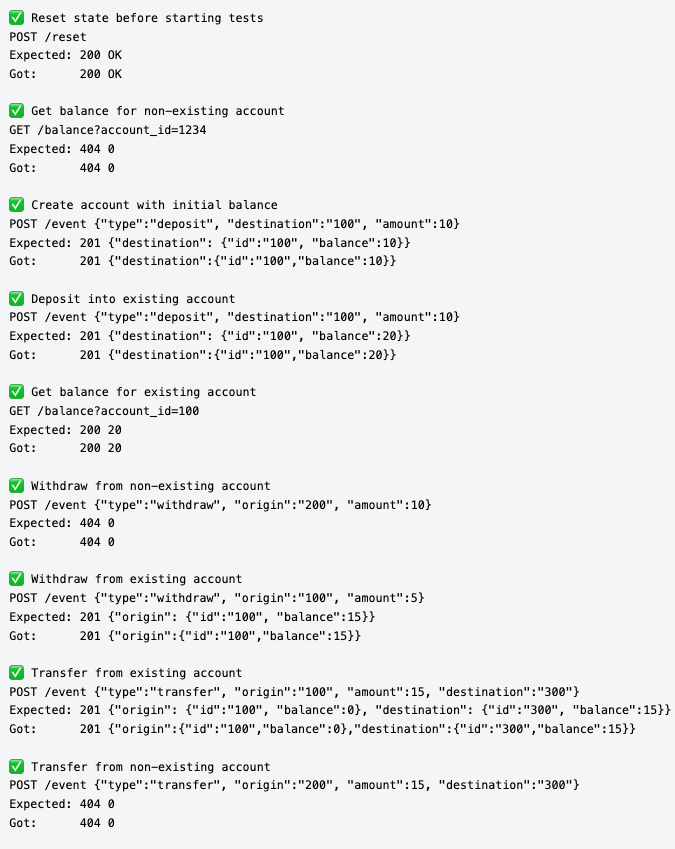 ✅ Reset state before starting tests
POST /reset
Expected: 200 OK
Got:      200 OK

✅ Get balance for non-existing account
GET /balance?account_id=1234
Expected: 404 0
Got:      404 0

✅ Create account with initial balance
POST /event {"type":"deposit", "destination":"100", "amount":10}
Expected: 201 {"destination": {"id":"100", "balance":10}}
Got:      201 {"destination":{"id":"100","balance":10}}

✅ Deposit into existing account
POST /event {"type":"deposit", "destination":"100", "amount":10}
Expected: 201 {"destination": {"id":"100", "balance":20}}
Got:      201 {"destination":{"id":"100","balance":20}}

✅ Get balance for existing account
GET /balance?account_id=100
Expected: 200 20
Got:      200 20

✅ Withdraw from non-existing account
POST /event {"type":"withdraw", "origin":"200", "amount":10}
Expected: 404 0
Got:      404 0

✅ Withdraw from existing account
POST /event {"type":"withdraw", "origin":"100", "amount":5}
Expected: 201 {"origin": {"id":"100", "balance":15}}
Got:      201 {"origin":{"id":"100","balance":15}}

✅ Transfer from existing account
POST /event {"type":"transfer", "origin":"100", "amount":15, "destination":"300"}
Expected: 201 {"origin": {"id":"100", "balance":0}, "destination": {"id":"300", "balance":15}}
Got:      201 {"origin":{"id":"100","balance":0},"destination":{"id":"300","balance":15}}

✅ Transfer from non-existing account
POST /event {"type":"transfer", "origin":"200", "amount":15, "destination":"300"}
Expected: 404 0
Got:      404 0